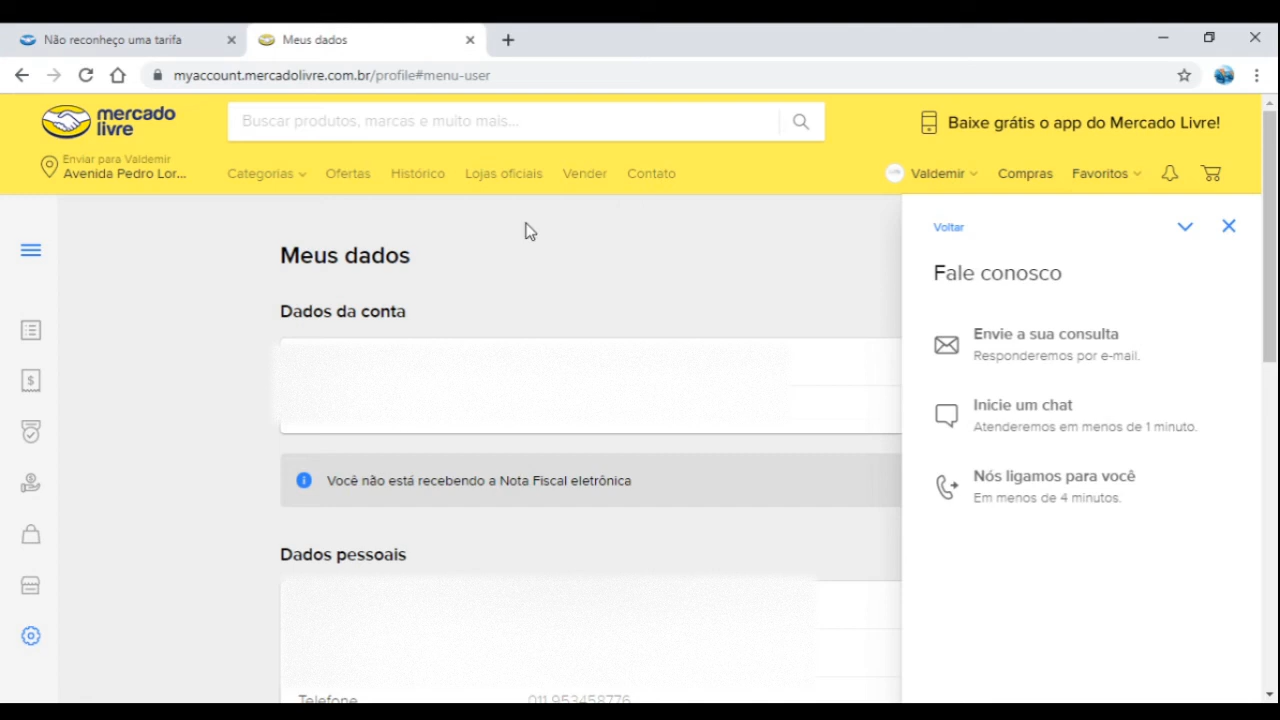 Não reconheço uma tarifa
Meus dados
myaccount.mercadolivre.com.br/profile#menu-user
mercado
livre
Buscar produtos, marcas e muito mais...
Baixe grátis o app do Mercado Livre!
Enviar para Valdemir
Avenida Pedro Lor...
Categorias
Ofertas
Histórico
Lojas oficiais
Vender
Contato
Valdemir
Compras
Favoritos
Meus dados
Dados da conta
Você não está recebendo a Nota Fiscal eletrônica
Dados pessoais
Telefone 011 953458776
Voltar
Fale conosco
Envie a sua consulta
Responderemos por e-mail.
Inicie um chat
Atenderemos em menos de 1 minuto.
Nós ligamos para você
Em menos de 4 minutos.